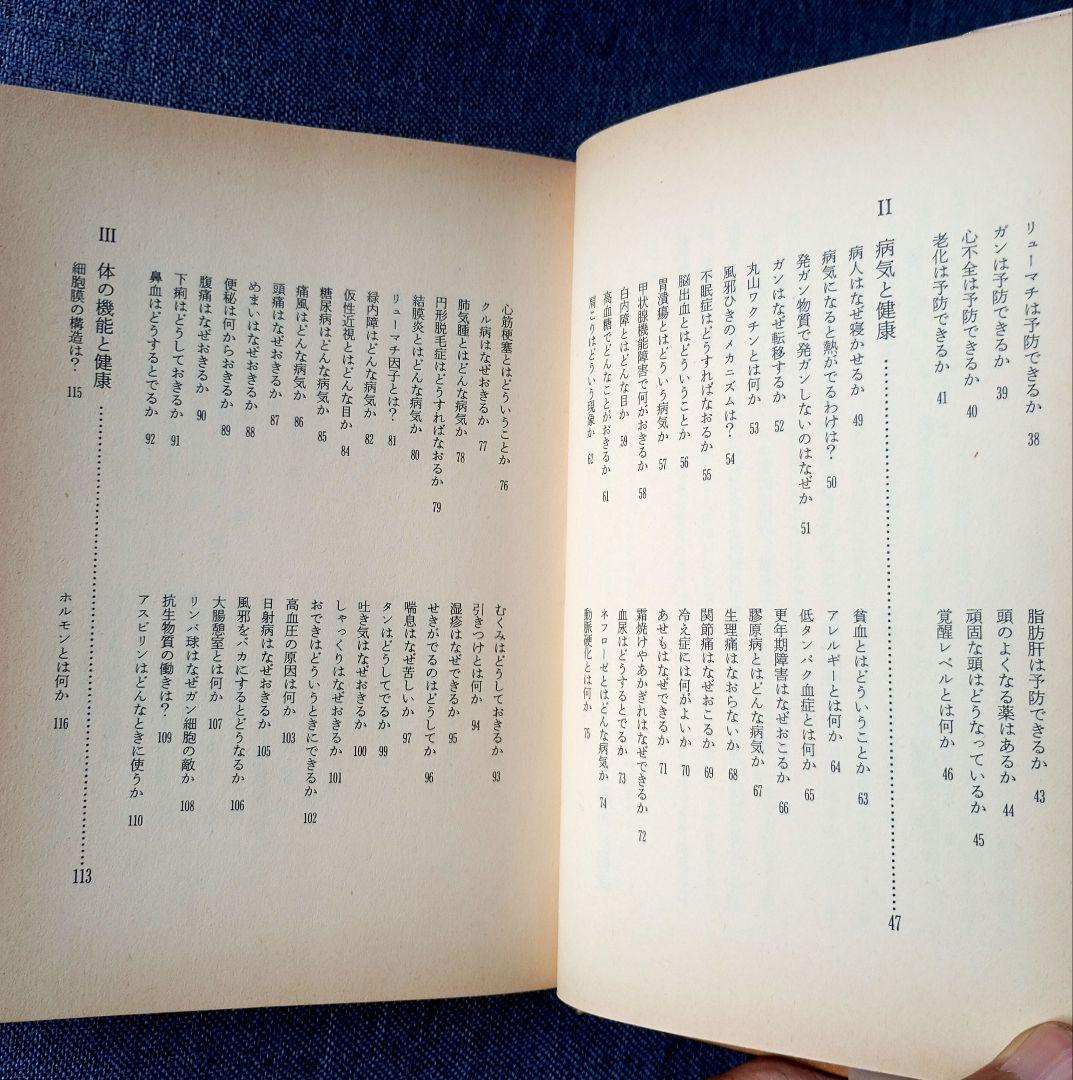 リューマチは予防できるか 38
ガンは予防できるか 39
心不全は予防できるか 40
老化は予防できるか 41
脂肪肝は予防できるか 43
頭のよくなる薬はあるか 44
頑固な頭はどうなっているか 45
覚醒レベルとは何か 46
II 病気と健康 47
病人はなぜ寝かせるか 49
病気になると熱がでるわけは? 50
発ガン物質で発ガンしないのはなぜか 51
ガンはなぜ転移するか 52
丸山ワクチンとは何か 53
風邪ひきのメカニズムは? 54
不眠症はどうすればなおるか 55
脳出血とはどういうことか 56
胃潰瘍とはどういう病気か 57
甲状腺機能障害で何がおきるか 58
白内障とはどんな目か 59
高血糖でどんなことがおきるか 61
肩こりはどういう現象か 62
貧血とはどういうことか 63
アレルギーとは何か 64
低タンパク血症とは何か 65
更年期障害はなぜおこるか 66
膠原病とはどんな病気か 67
生理痛はなおらないか 68
関節痛はなぜおこるか 69
冷え症には何がよいか 70
あせもはなぜできるか 71
霜焼けやあかぎれはなぜできるか 72
血尿はどうするとでるか 73
ネフローゼとはどんな病気か 74
動脈硬化とは何か 75
心筋梗塞とはどういうことか 76
クル病はなぜおきるか 77
肺気腫とはどんな病気か 78
円形脱毛症はどうすればなおるか 79
結膜炎とはどんな病気か 80
リューマチ因子とは? 81
緑内障はどんな病気か 82
仮性近視とはどんな目か 84
糖尿病はどんな病気か 85
痛風はどんな病気か 86
頭痛はなぜおきるか 87
めまいはなぜおきるか 88
便秘は何からおきるか 89
腹痛はなぜおきるか 90
下痢はどうしておきるか 91
鼻血はどうするとでるか 92
むくみはどうしておきるか 93
引きつけとは何か 94
湿疹はなぜできるか 95
せきがでるのはどうしてか 96
喘息はなぜ苦しいか 97
タンはどうしてでるか 99
吐き気はなぜおきるか 100
しゃっくりはなぜおきるか 101
おできはどういうときにできるか 102
高血圧の原因は何か 103
日射病はなぜおきるか 105
風邪をバカにするとどうなるか 106
大腸憩室とは何か 107
リンパ球はなぜガン細胞の敵か 108
抗生物質の働きは? 109
アスピリンはどんなときに使うか 110
III 体の機能と健康 113
細胞膜の構造は? 115
ホルモンとは何か 116